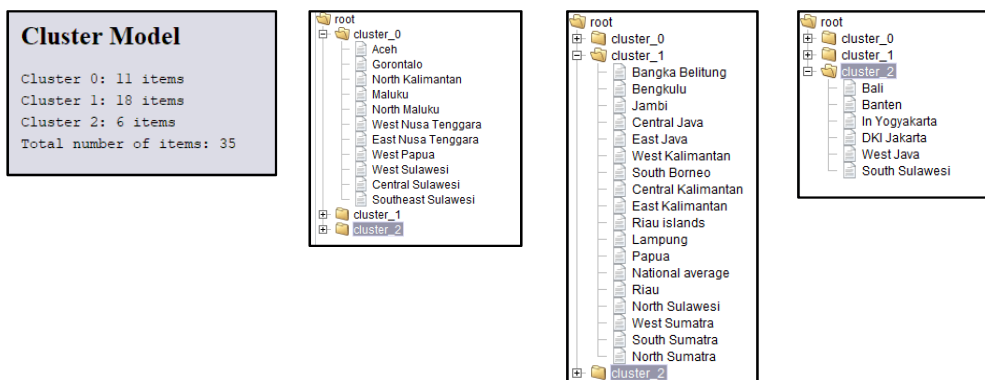 Cluster Model
Cluster 0: 11 items
Cluster 1: 18 items
Cluster 2: 6 items
Total number of items: 35
root
cluster_0
Aceh
Gorontalo
North Kalimantan
Maluku
North Maluku
West Nusa Tenggara
East Nusa Tenggara
West Papua
West Sulawesi
Central Sulawesi
Southeast Sulawesi
cluster_1
cluster_2
root
cluster_0
cluster_1
Bangka Belitung
Bengkulu
Jambi
Central Java
East Java
West Kalimantan
South Borneo
Central Kalimantan
East Kalimantan
Riau islands
Lampung
Papua
National average
Riau
North Sulawesi
West Sumatra
South Sumatra
North Sumatra
cluster_2
root
cluster_0
cluster_1
cluster_2
Bali
Banten
In Yogyakarta
DKI Jakarta
West Java
South Sulawesi